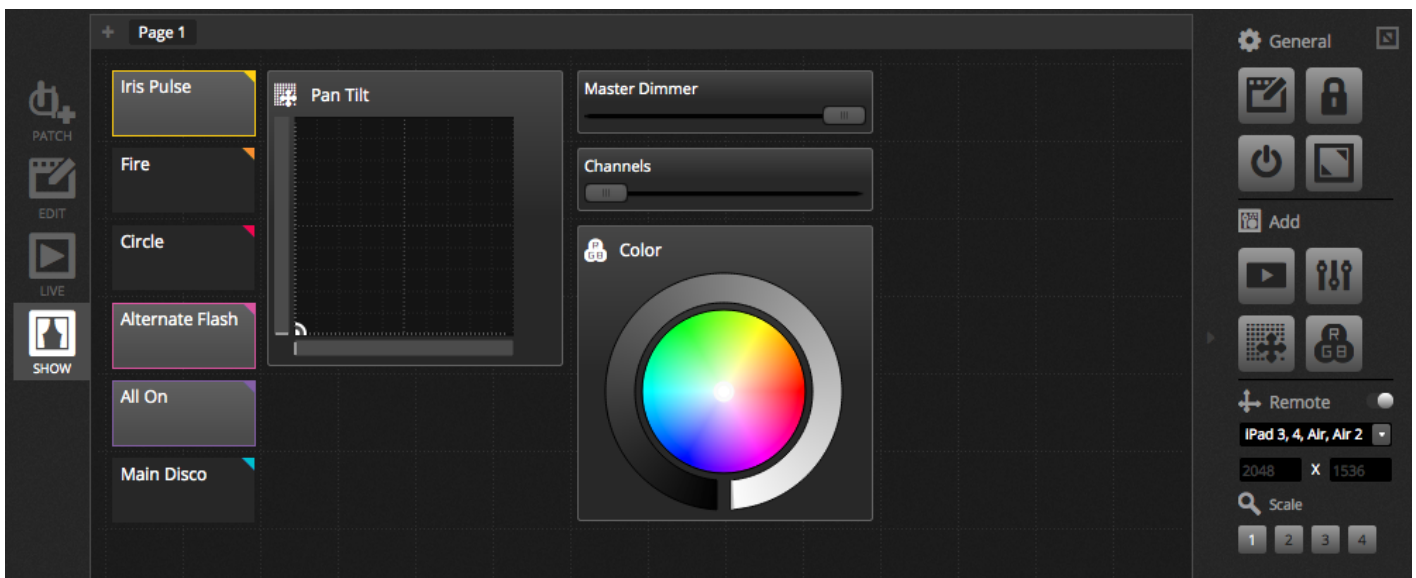 + Page 1
PATCH
EDIT
LIVE
SHOW
Iris Pulse
Fire
Circle
Alternate Flash
All On
Main Disco
Pan Tilt
Master Dimmer
Channels
R G B Color
General
Add
R G B
Remote
iPad 3, 4, Air, Air 2
2048 X 1536
Scale
1 2 3 4